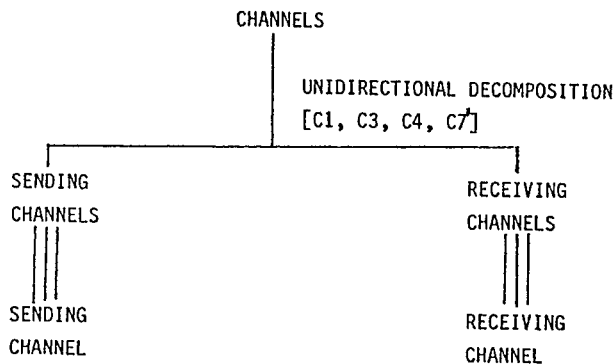 CHANNELS
UNIDIRECTIONAL DECOMPOSITION
[C1, C3, C4, C7']
SENDING
CHANNELS
RECEIVING
CHANNELS
SENDING
CHANNEL
RECEIVING
CHANNEL